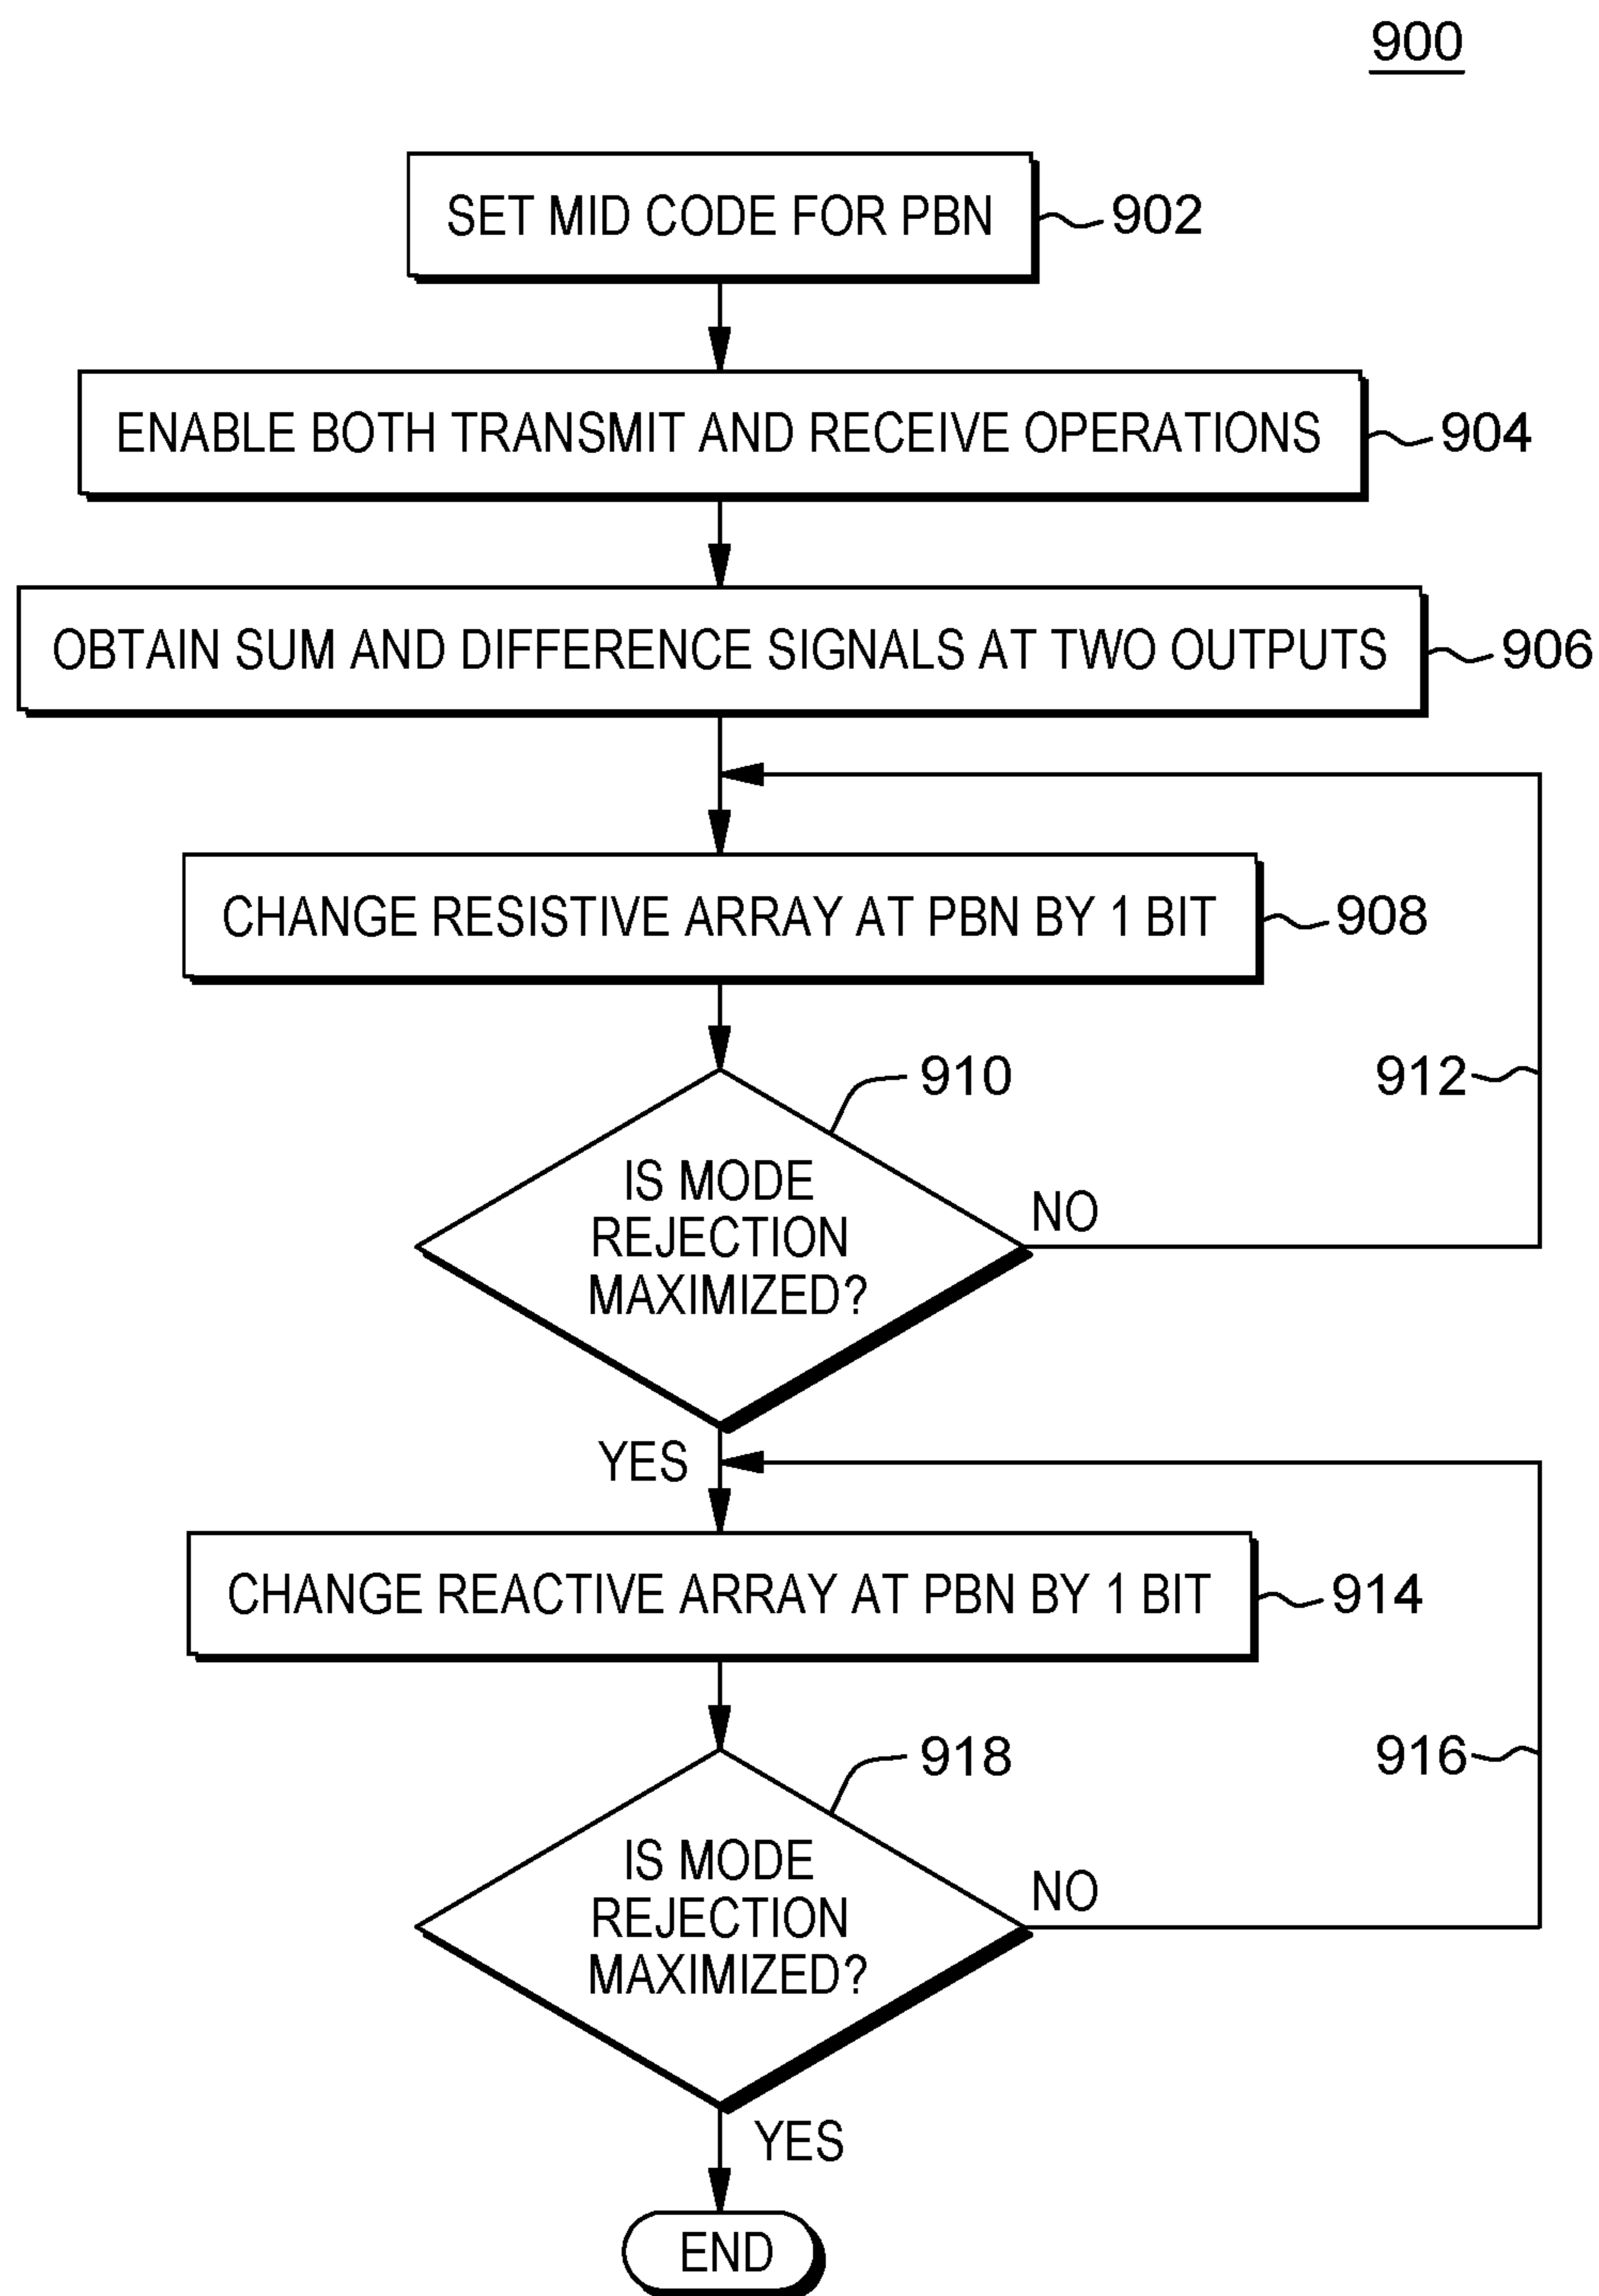 900
SET MID CODE FOR PBN
902
ENABLE BOTH TRANSMIT AND RECEIVE OPERATIONS
904
OBTAIN SUM AND DIFFERENCE SIGNALS AT TWO OUTPUTS
906
CHANGE RESISTIVE ARRAY AT PBN BY 1 BIT
908
910
912
IS MODE
REJECTION
MAXIMIZED?
NO
YES
CHANGE REACTIVE ARRAY AT PBN BY 1 BIT
914
918
916
IS MODE
REJECTION
MAXIMIZED?
NO
YES
END